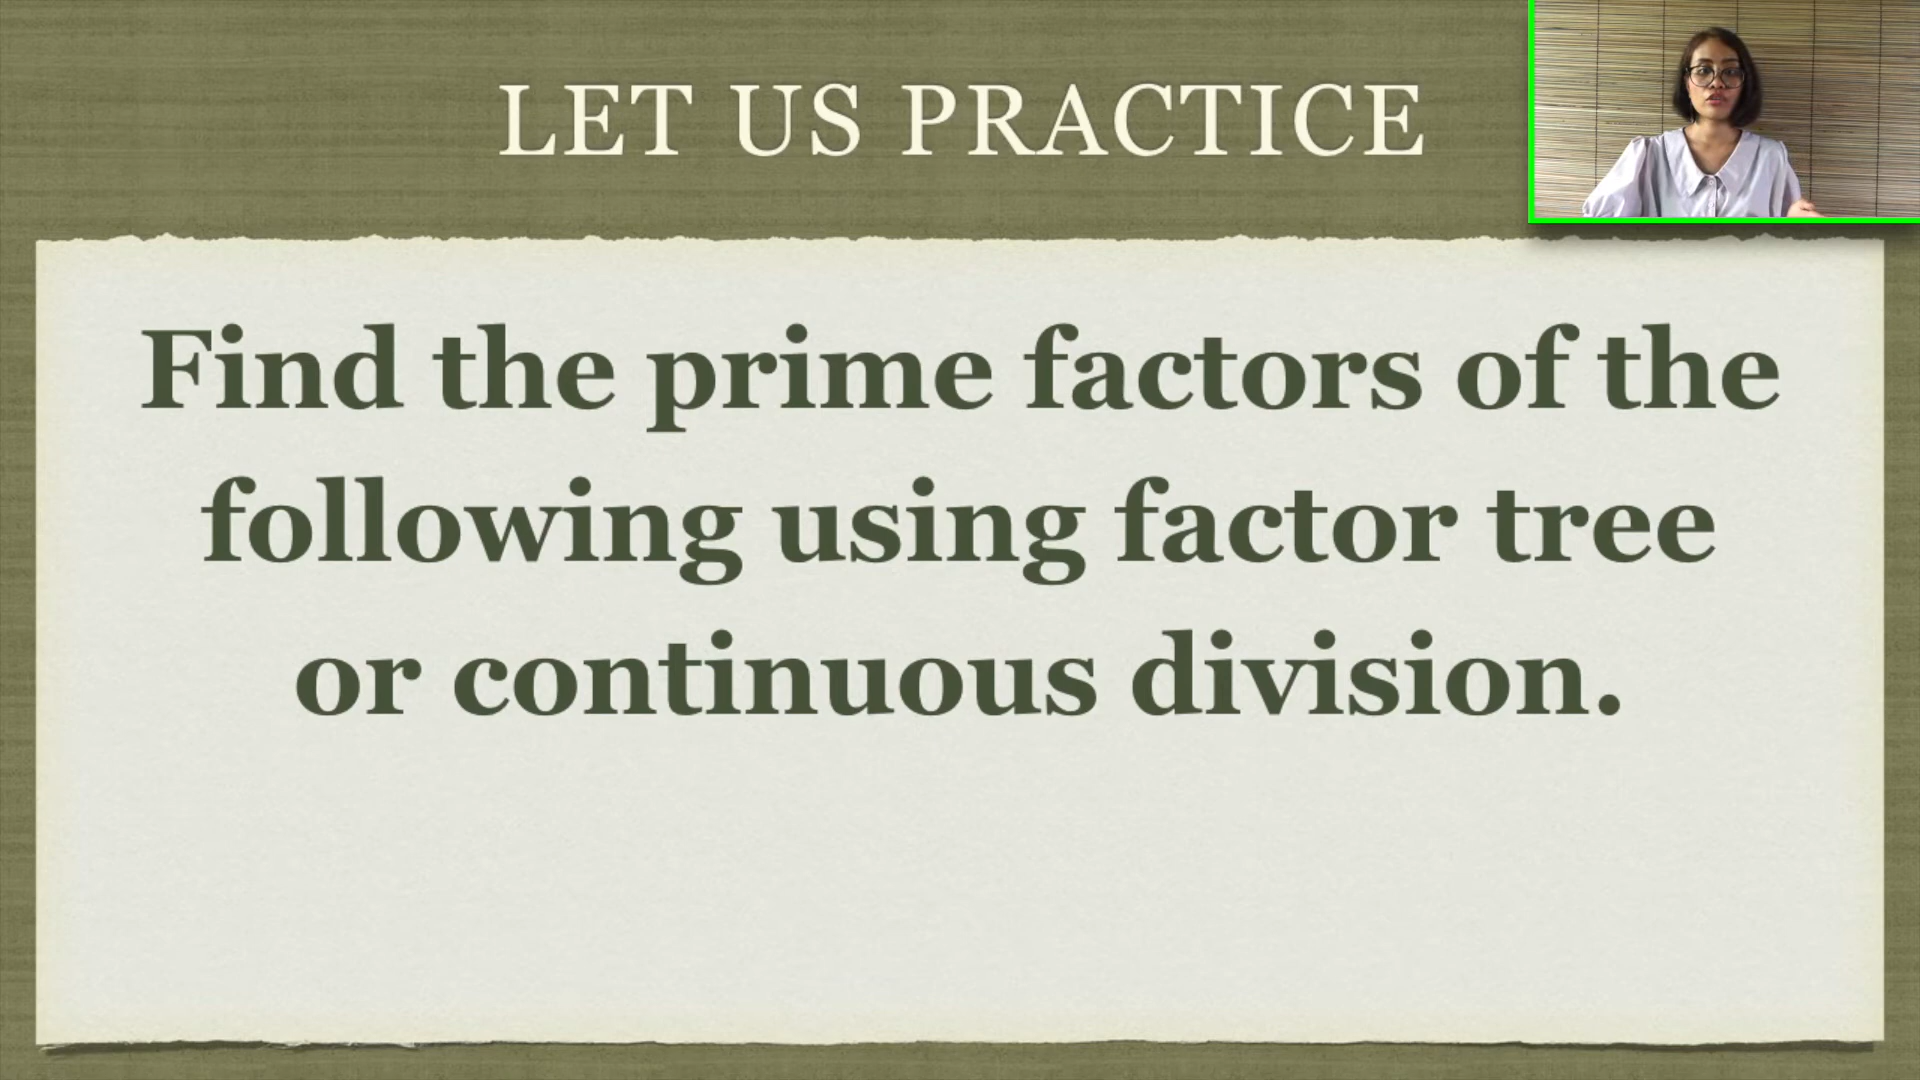 LET US PRACTICE
Find the prime factors of the
following using factor tree
or continuous division.